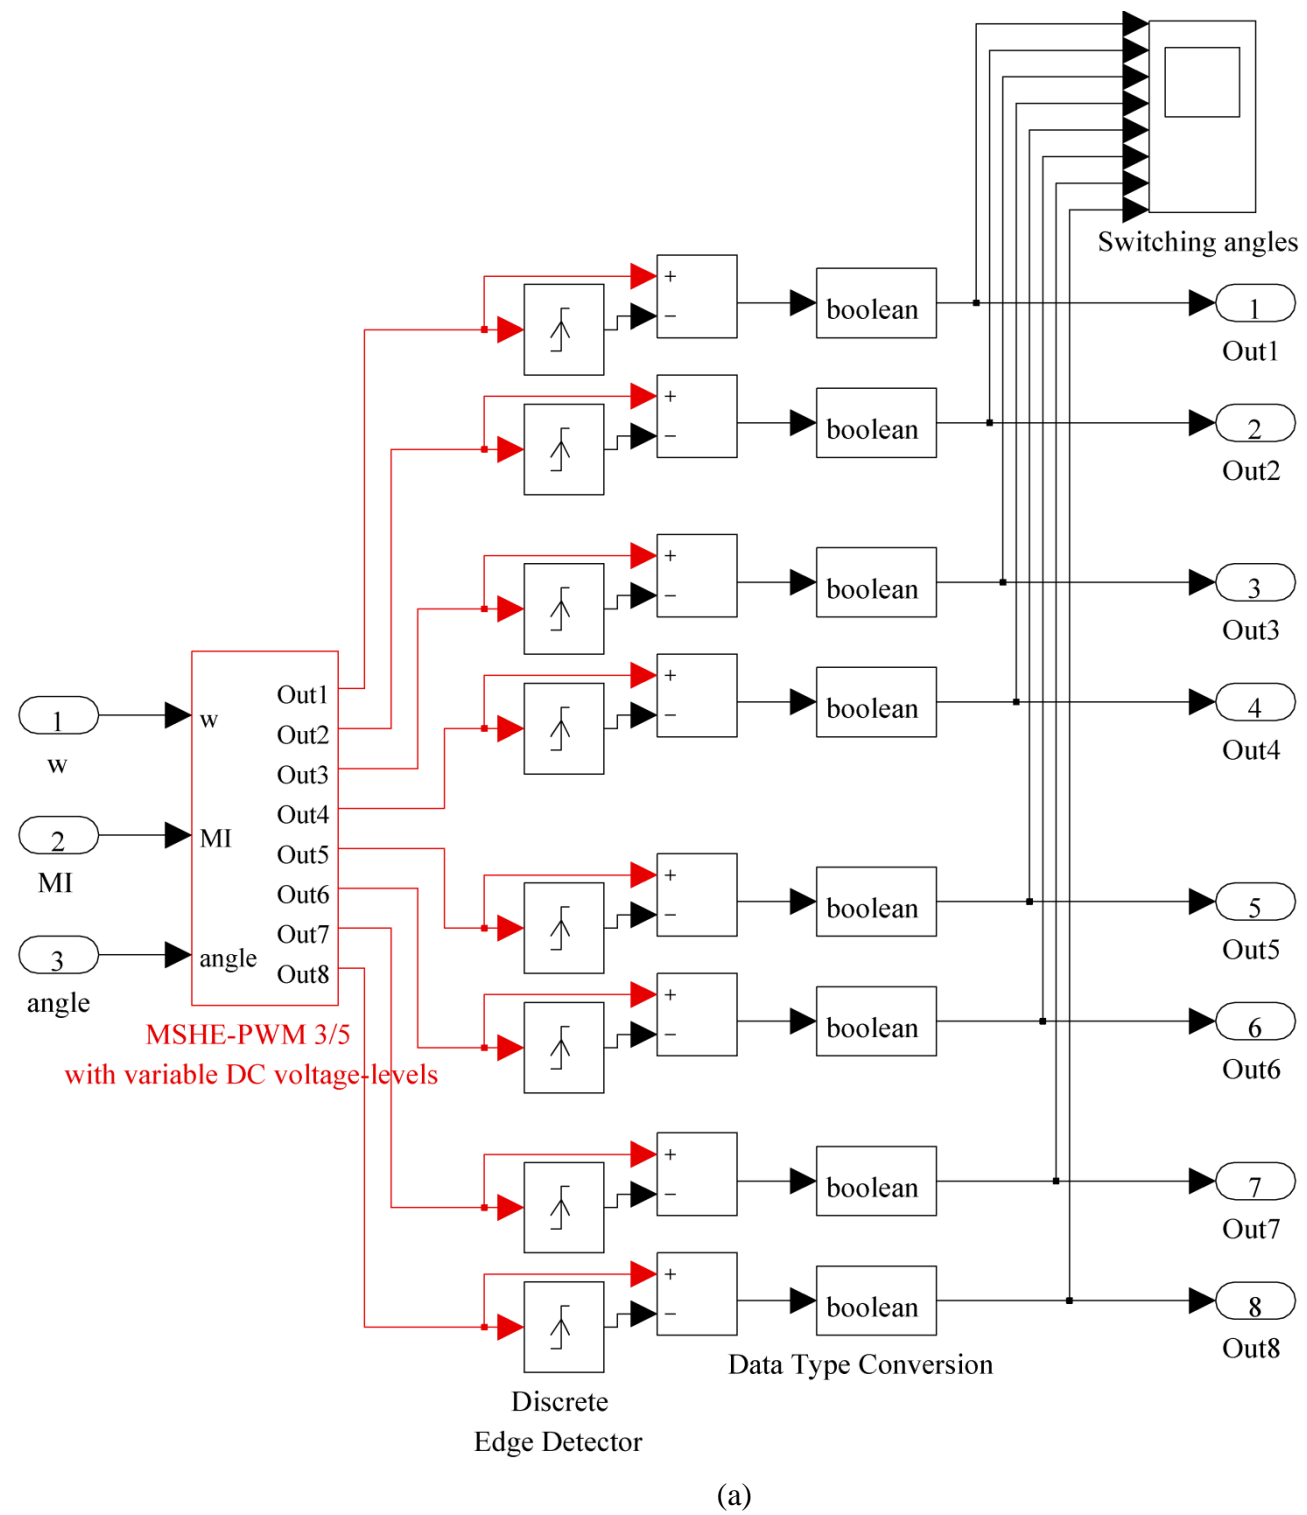 Switching angles
+
−
boolean
1
Out1
+
−
boolean
2
Out2
+
−
boolean
3
Out3
+
−
boolean
4
Out4
1
w
2
MI
3
angle
w
MI
angle
Out1
Out2
Out3
Out4
Out5
Out6
Out7
Out8
MSHE-PWM 3/5
with variable DC voltage-levels
+
−
boolean
5
Out5
+
−
boolean
6
Out6
+
−
boolean
7
Out7
+
−
boolean
8
Out8
Data Type Conversion
Discrete
Edge Detector
(a)